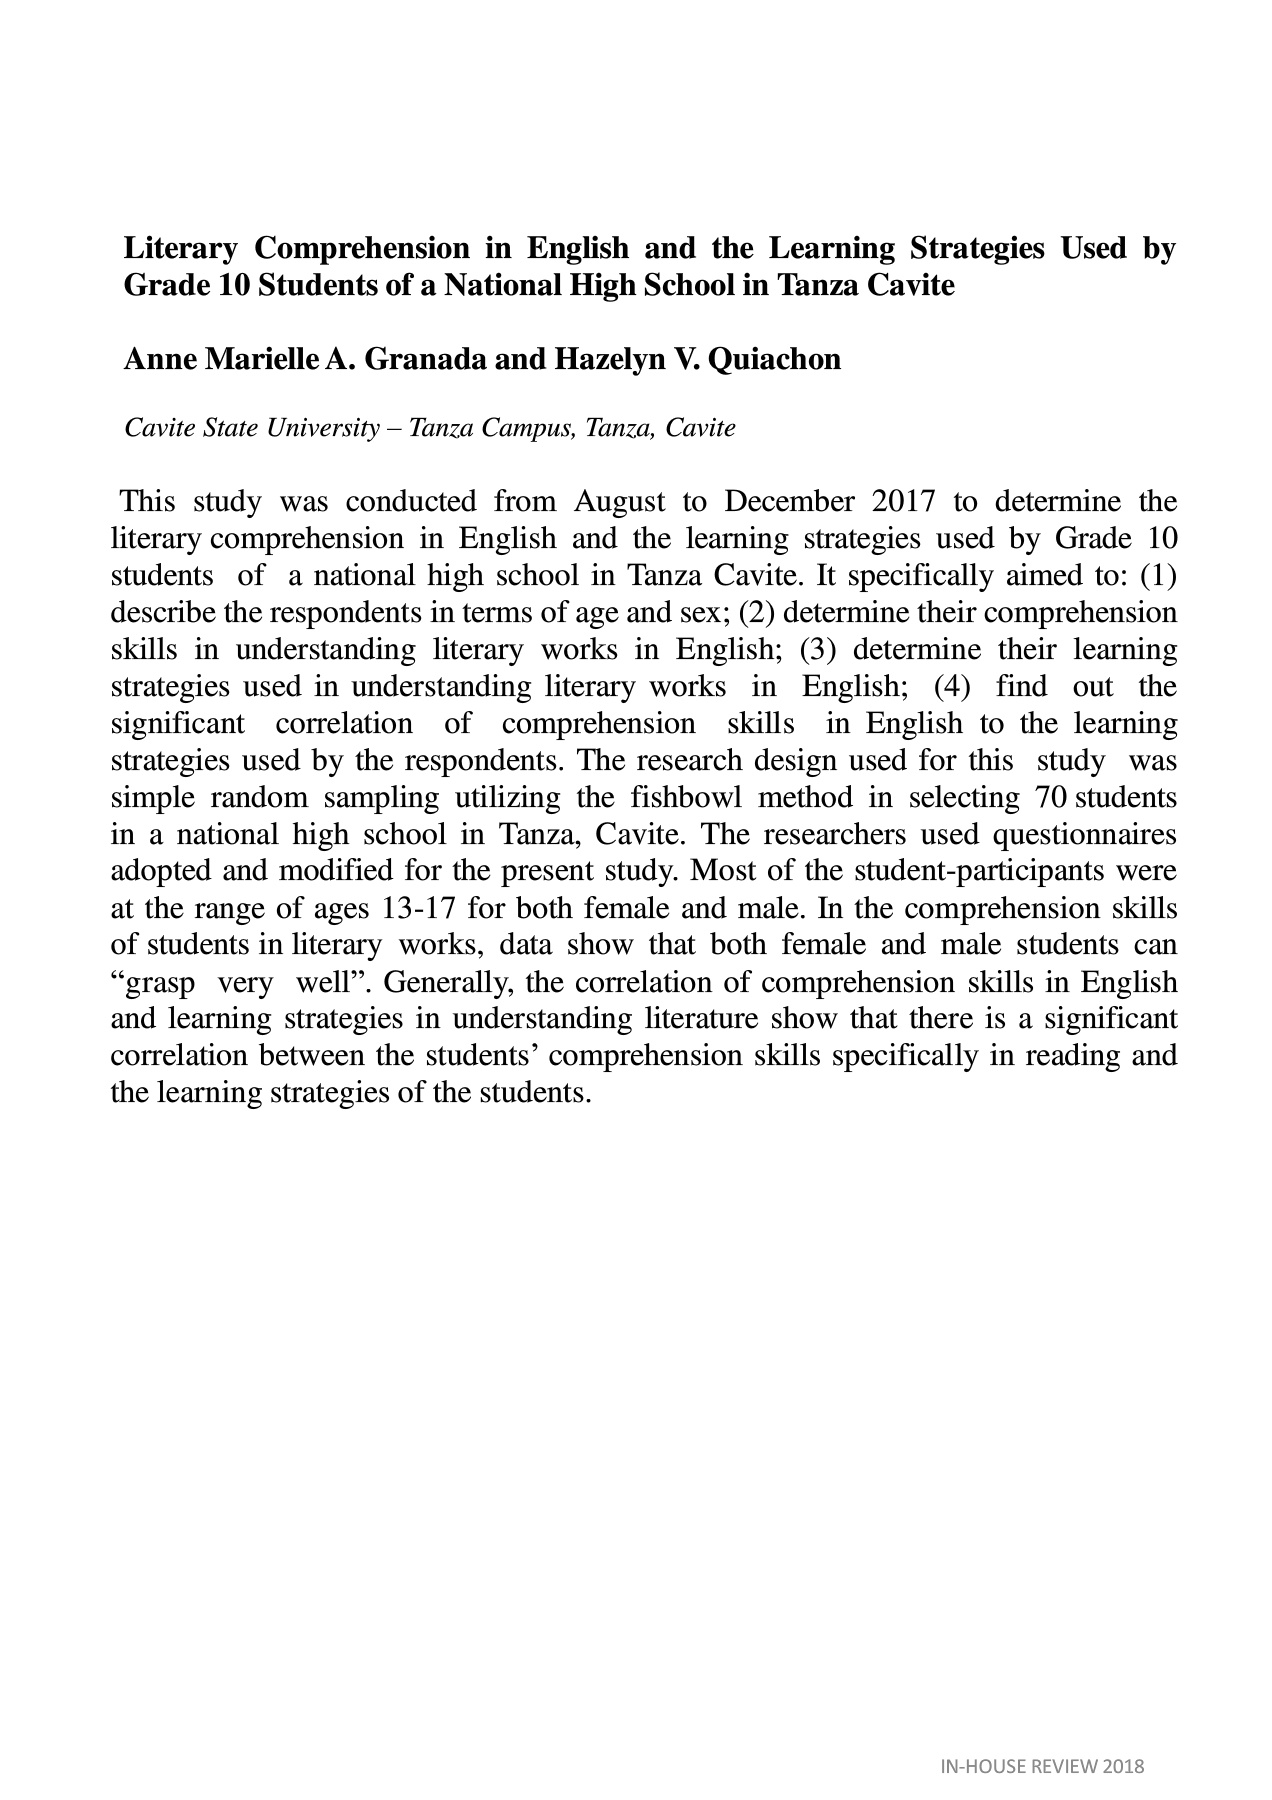 Literary Comprehension in English and the Learning Strategies Used by
Grade 10 Students of a National High School in Tanza Cavite
Anne Marielle A. Granada and Hazelyn V. Quiachon
Cavite State University – Tanza Campus, Tanza, Cavite
This study was conducted from August to December 2017 to determine the
literary comprehension in English and the learning strategies used by Grade 10
students of a national high school in Tanza Cavite. It specifically aimed to: (1)
describe the respondents in terms of age and sex; (2) determine their comprehension
skills in understanding literary works in English; (3) determine their learning
strategies used in understanding literary works in English; (4) find out the
significant correlation of comprehension skills in English to the learning
strategies used by the respondents. The research design used for this study was
simple random sampling utilizing the fishbowl method in selecting 70 students
in a national high school in Tanza, Cavite. The researchers used questionnaires
adopted and modified for the present study. Most of the student-participants were
at the range of ages 13-17 for both female and male. In the comprehension skills
of students in literary works, data show that both female and male students can
“grasp very well”. Generally, the correlation of comprehension skills in English
and learning strategies in understanding literature show that there is a significant
correlation between the students’ comprehension skills specifically in reading and
the learning strategies of the students.
IN-HOUSE REVIEW 2018